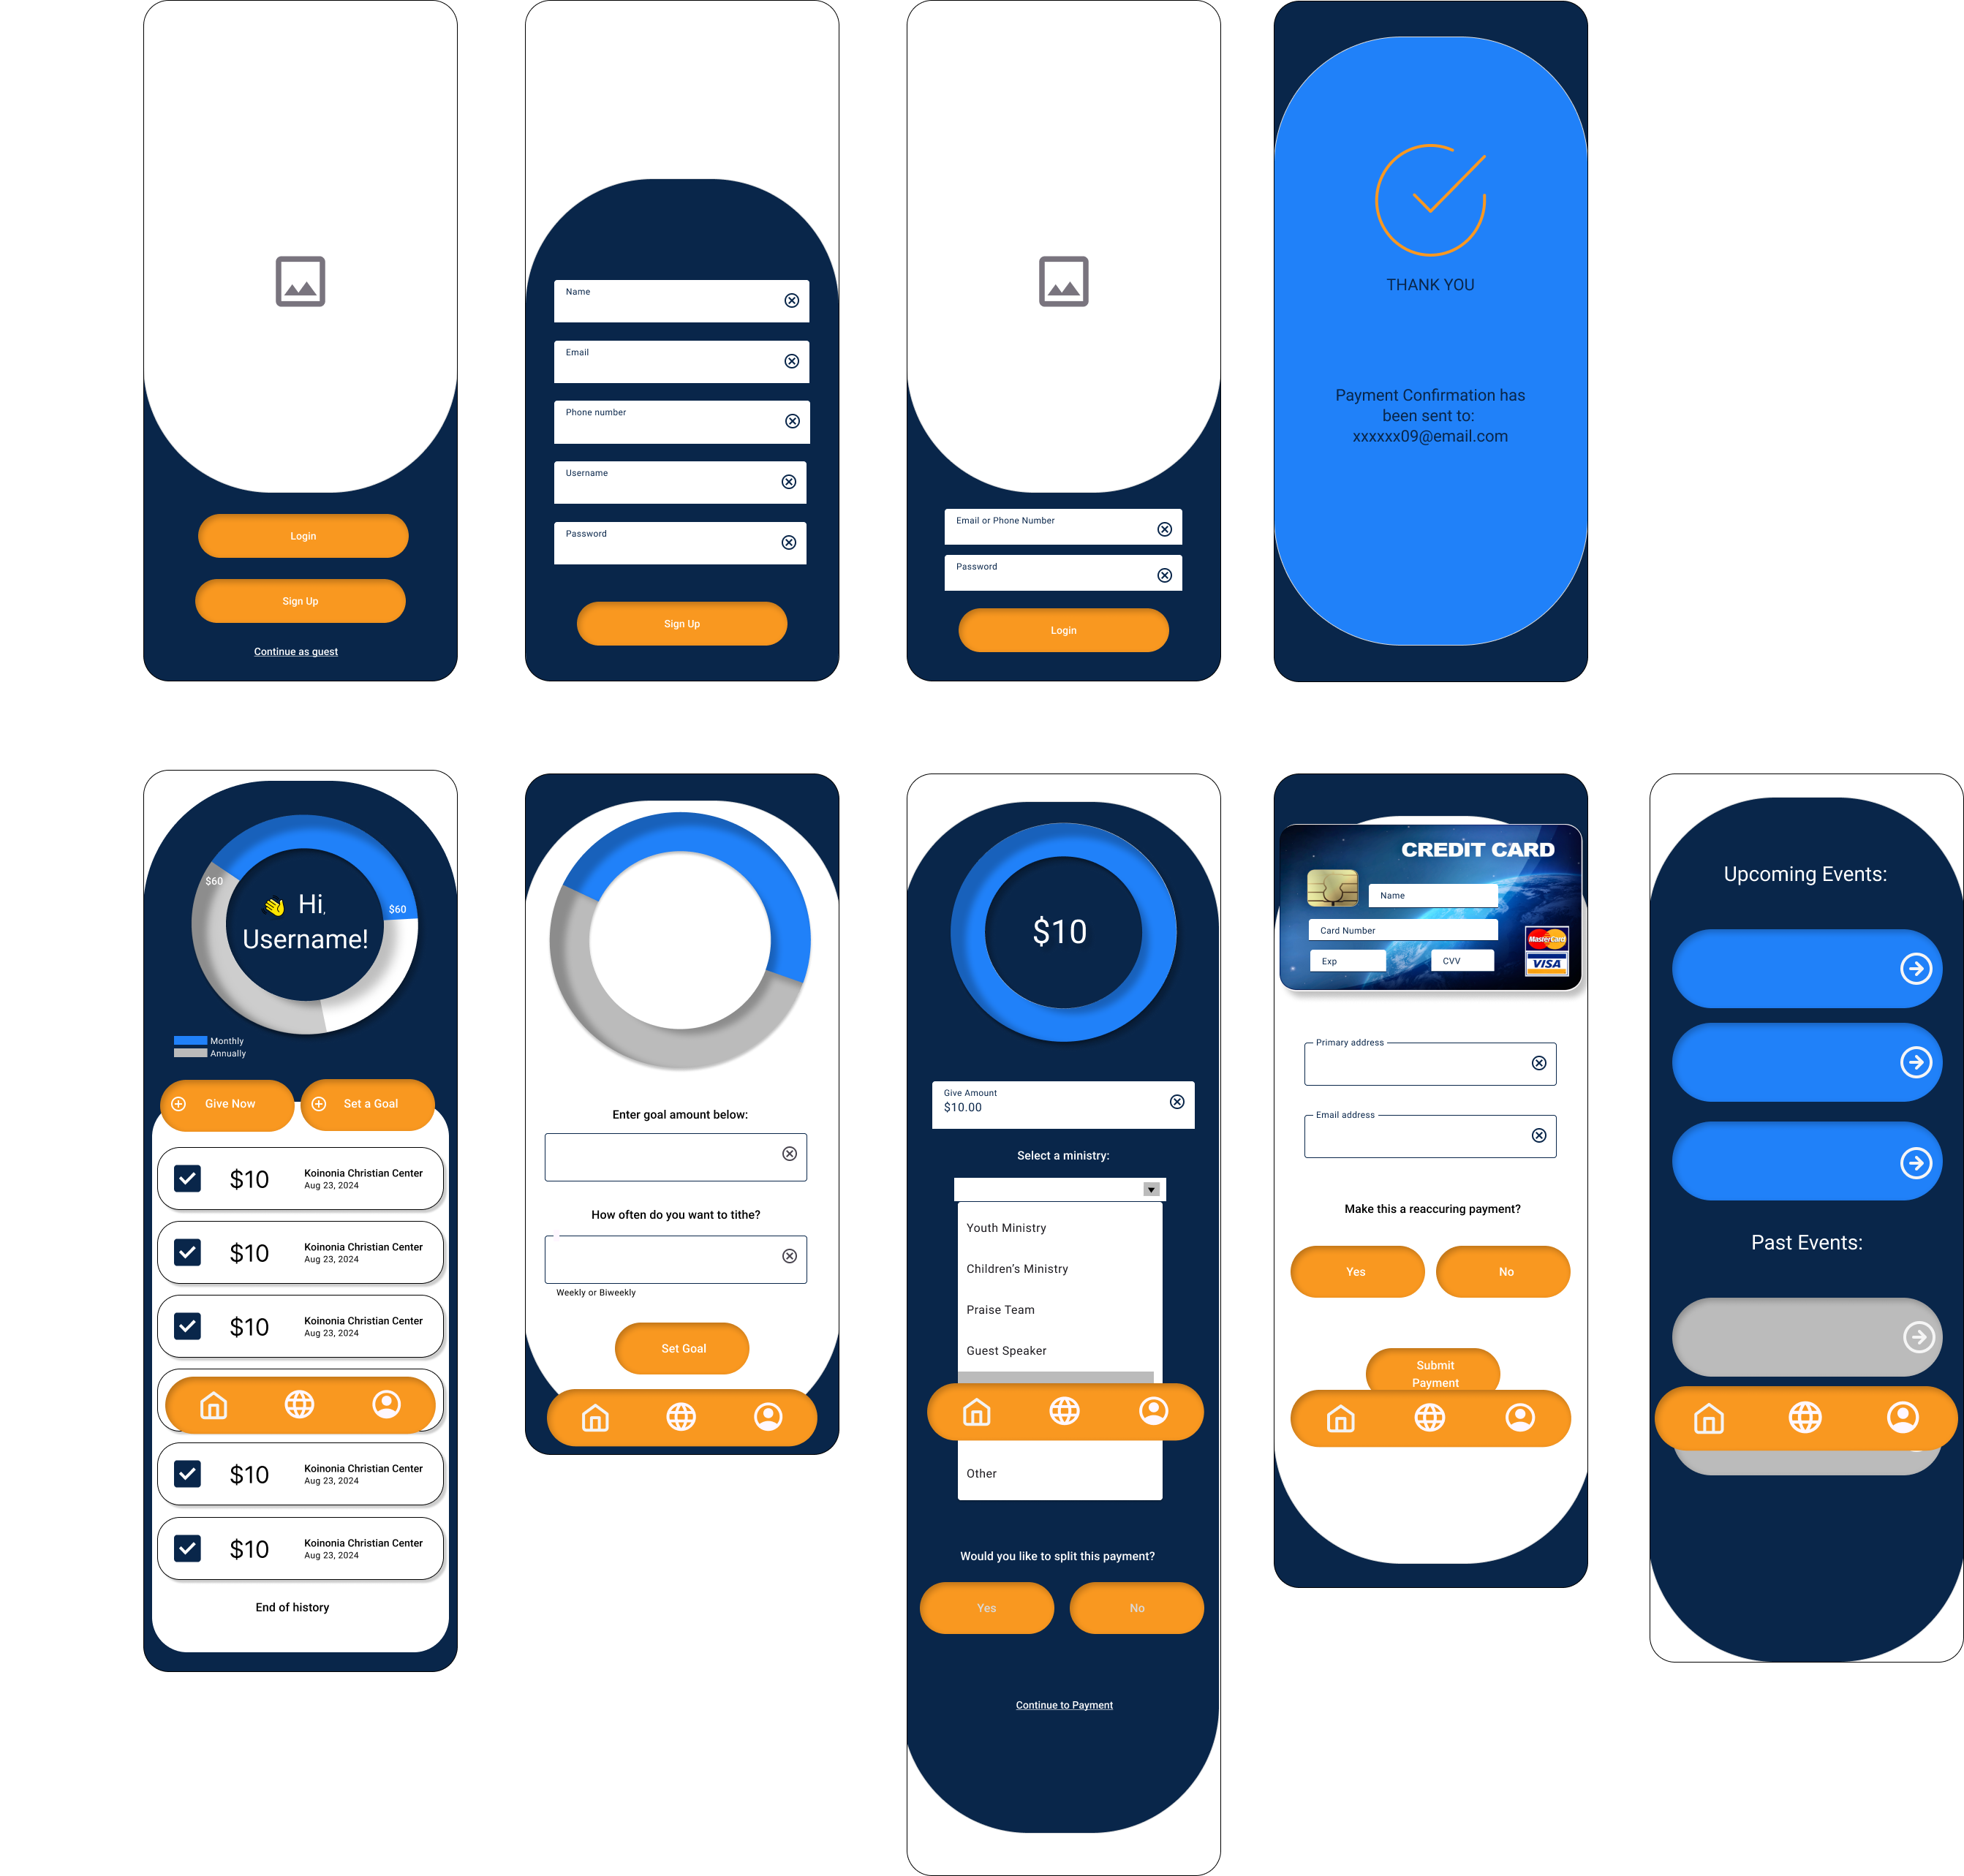 Login
Sign Up
Continue as guest
Name
Email
Phone number
Username
Password
Sign Up
Email or Phone Number
Password
Login
THANK YOU
Payment Confirmation has
been sent to:
xxxxxx09@email.com
$60
$60
Hi,
Username!
Monthly
Annually
Give Now
Set a Goal
$10
Koinonia Christian Center
Aug 23, 2024
$10
Koinonia Christian Center
Aug 23, 2024
$10
Koinonia Christian Center
Aug 23, 2024
$10
Koinonia Christian Center
Aug 23, 2024
$10
Koinonia Christian Center
Aug 23, 2024
End of history
Enter goal amount below:
How often do you want to tithe?
Weekly or Biweekly
Set Goal
$10
Give Amount
$10.00
Select a ministry:
Youth Ministry
Children's Ministry
Praise Team
Guest Speaker
Other
Would you like to split this payment?
Yes
No
Continue to Payment
CREDIT CARD
Name
Card Number
Exp
CVV
MasterCard
VISA
Primary address
Email address
Make this a reaccuring payment?
Yes
No
Submit
Payment
Upcoming Events:
Past Events: